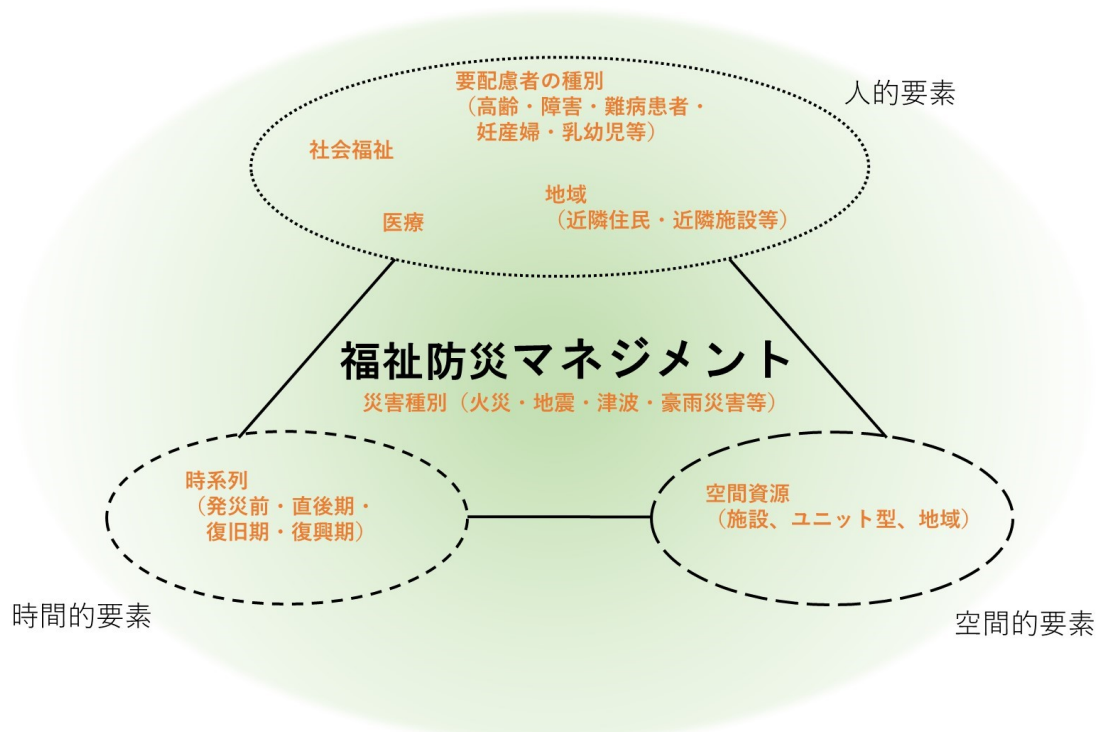 要配慮者の種別
（高齢・障害・難病患者・
妊産婦・乳幼児等）
人的要素
社会福祉
地域
（近隣住民・近隣施設等）
医療
福祉防災マネジメント
災害種別（火災・地震・津波・豪雨災害等）
時系列
（発災前・直後期・
復旧期・復興期）
空間資源
（施設、ユニット型、地域）
時間的要素
空間的要素